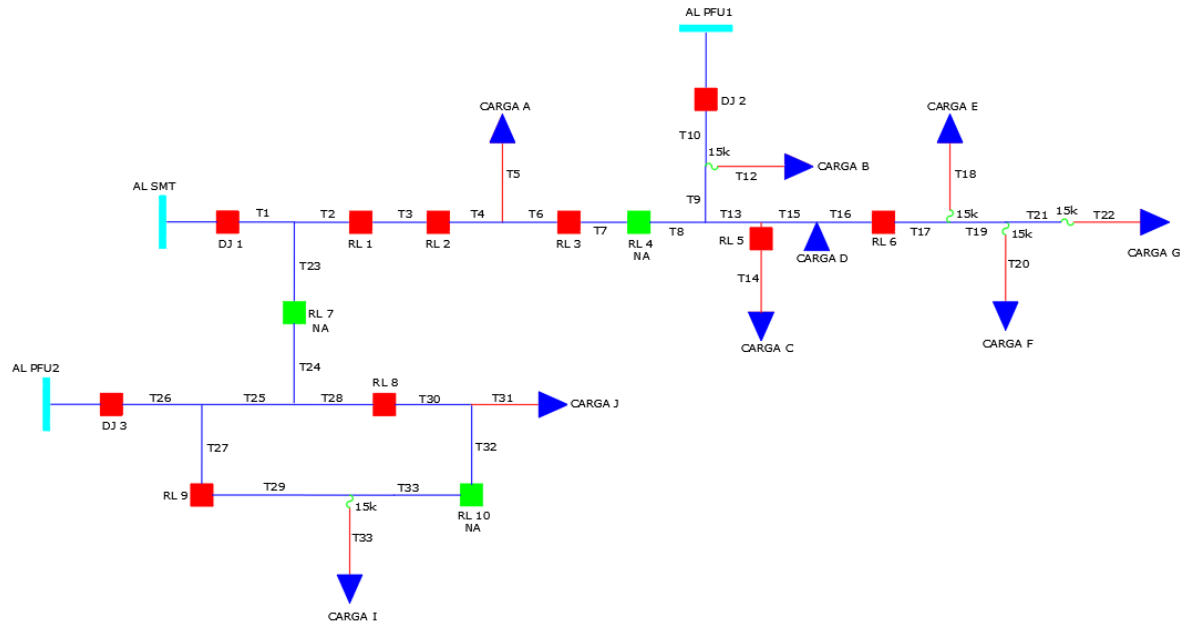 AL PFU1
DJ 2
CARGA A
CARGA E
T10
15k
CARGA B
T12
T5
T18
AL SMT
T9
T1
T2
T3
T4
T6
T13
T15
T16
15k
T21
15k
T22
DJ 1
RL 1
RL 2
RL 3
T7
RL 4
NA
T8
RL 5
CARGA D
RL 6
T17
T19
15k
CARGA G
T23
T14
T20
RL 7
NA
CARGA C
CARGA F
AL PFU2
T24
RL 8
T26
T25
T28
T30
T31
CARGA J
DJ 3
T27
T32
RL 9
T29
T33
15k
RL 10
NA
T33
CARGA I